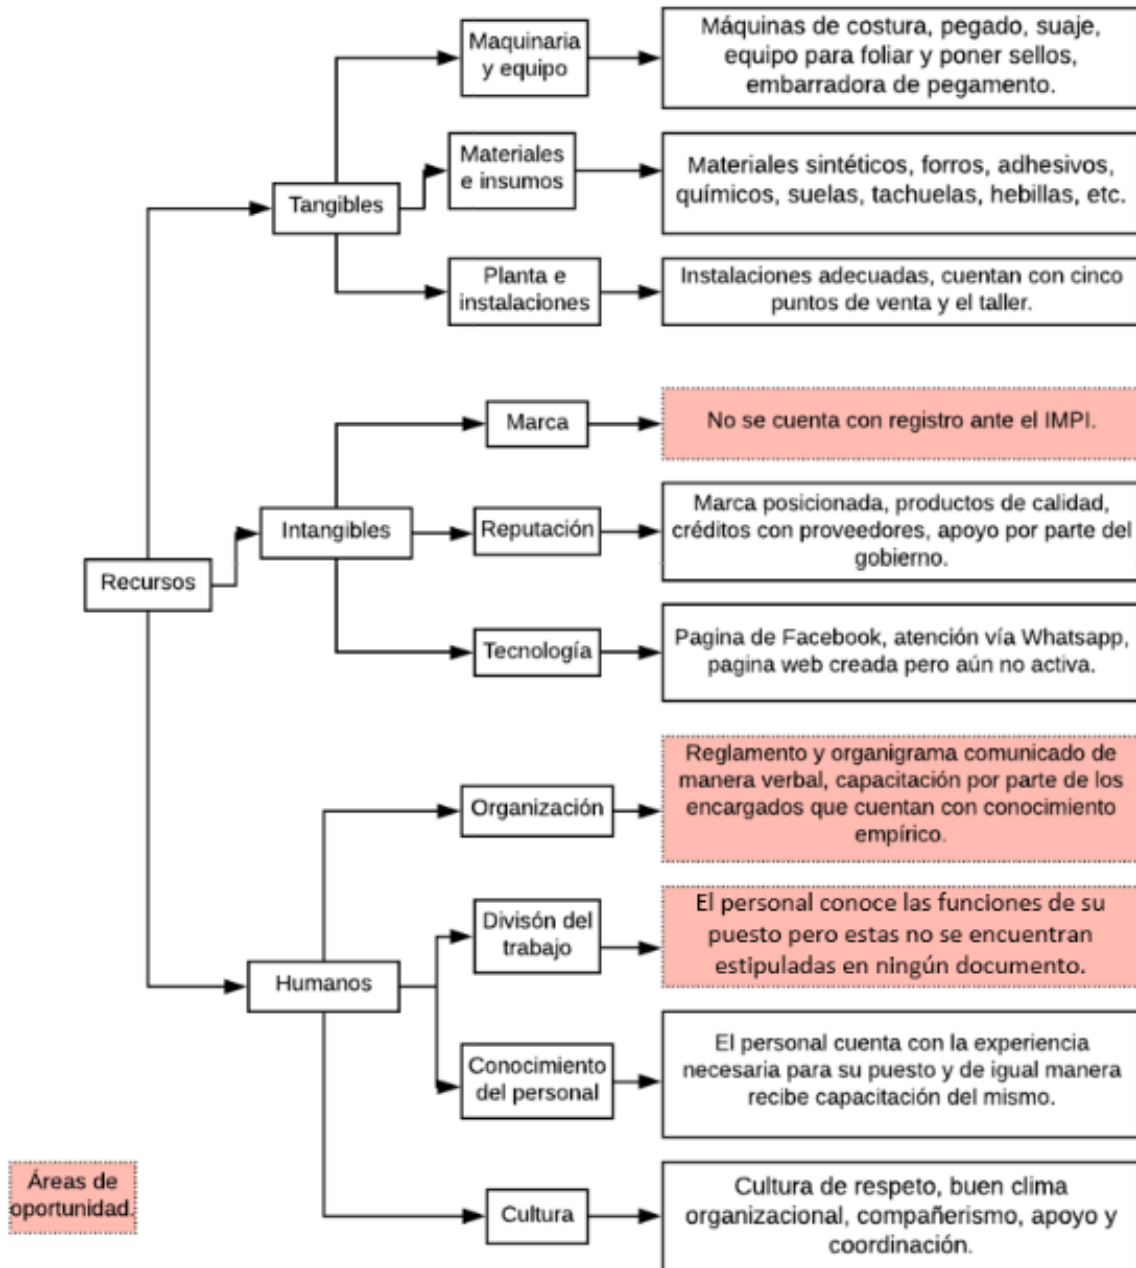 Maquinaria
y equipo
Máquinas de costura, pegado, suaje,
equipo para foliar y poner sellos,
embarradora de pegamento.
Materiales
e insumos
Materiales sintéticos, forros, adhesivos,
químicos, suelas, tachuelas, hebillas, etc.
Tangibles
Planta e
instalaciones
Instalaciones adecuadas, cuentan con cinco
puntos de venta y el taller.
Marca
No se cuenta con registro ante el IMPI.
Intangibles
Reputación
Marca posicionada, productos de calidad,
créditos con proveedores, apoyo por parte del
gobierno.
Recursos
Tecnología
Pagina de Facebook, atención vía Whatsapp,
pagina web creada pero aún no activa.
Organización
Reglamento y organigrama comunicado de
manera verbal, capacitación por parte de los
encargados que cuentan con conocimiento
empírico.
Divisón del
trabajo
El personal conoce las funciones de su
puesto pero estas no se encuentran
estipuladas en ningún documento.
Humanos
Conocimiento
del personal
El personal cuenta con la experiencia
necesaria para su puesto y de igual manera
recibe capacitación del mismo.
Áreas de
oportunidad.
Cultura
Cultura de respeto, buen clima
organizacional, compañerismo, apoyo y
coordinación.